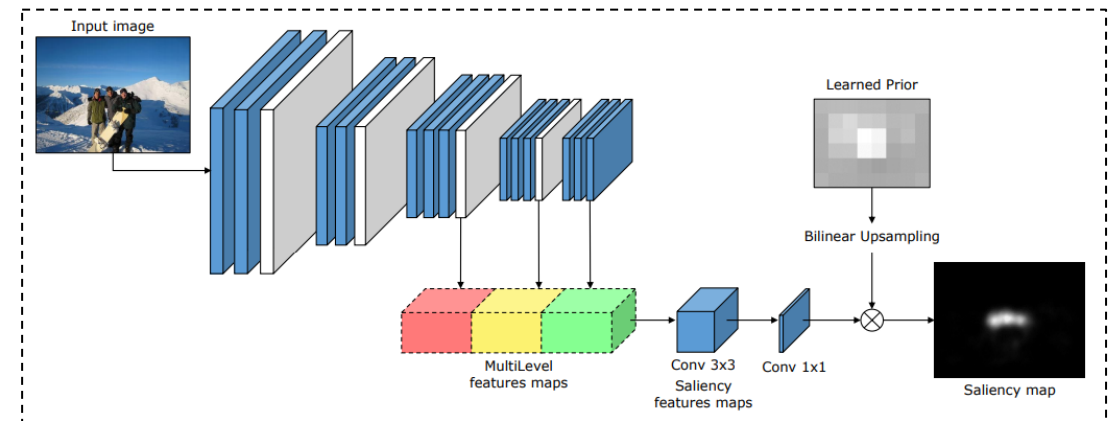 Input image
Learned Prior
Bilinear Upsampling
MultiLevel
features maps
Conv 3x3
Saliency
features maps
Conv 1x1
Saliency map